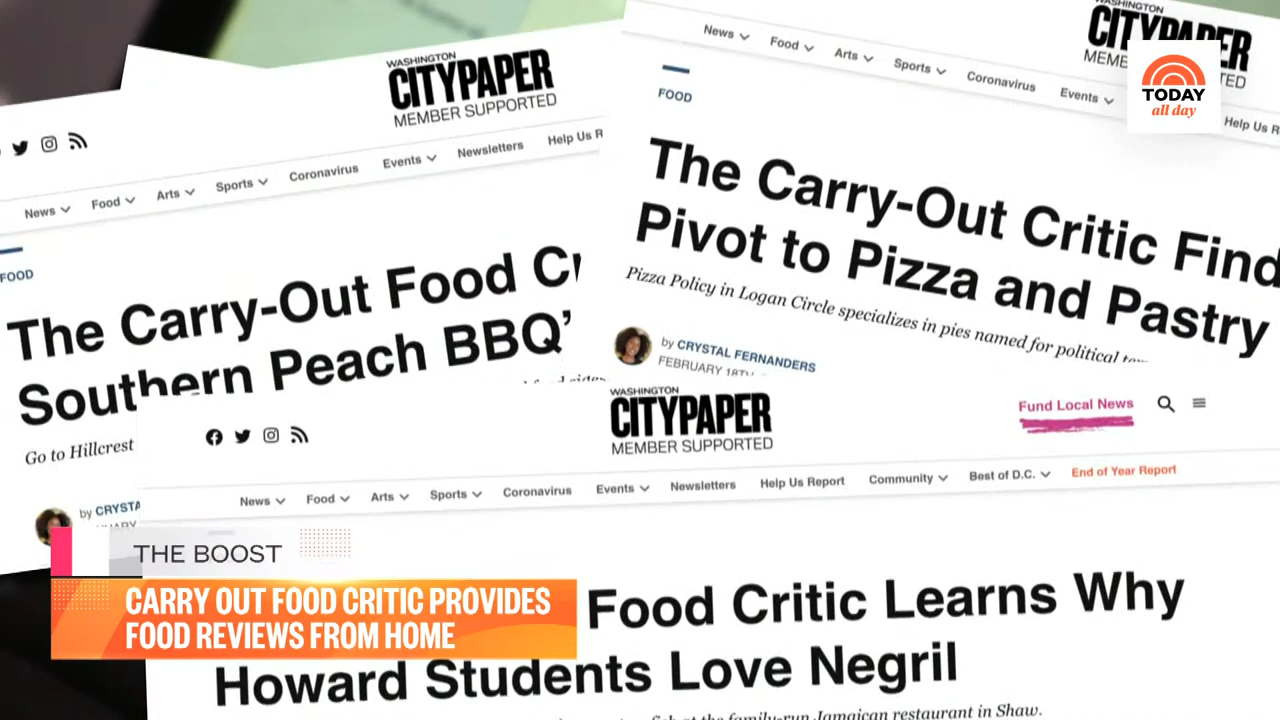 WASHINGTON
CITYPAPER
MEMBER SUPPORTED
News Food Arts Sports Coronavirus Events Newsletters Help Us R
FOOD
The Carry-Out Food
Southern Peach BBQ’
Go to Hillcrest
by
WASHINGTON
CITYPAPER
News Food Arts Sports Coronavirus Events Help Us R
TODAY
all day
FOOD
The Carry-Out Critic Find
Pivot to Pizza and Pastry
Pizza Policy in Logan Circle specializes in pies named for political
by CRYSTAL FERNANDERS
FEBRUARY 18TH
WASHINGTON
CITYPAPER
MEMBER SUPPORTED
Fund Local News
News Food Arts Sports Coronavirus Events Newsletters Help Us Report Community Best of D.C. End of Year Report
Food Critic Learns Why
Howard Students Love Negril
at the family-run Jamaican restaurant in Shaw.
THE BOOST
CARRY OUT FOOD CRITIC PROVIDES
FOOD REVIEWS FROM HOME